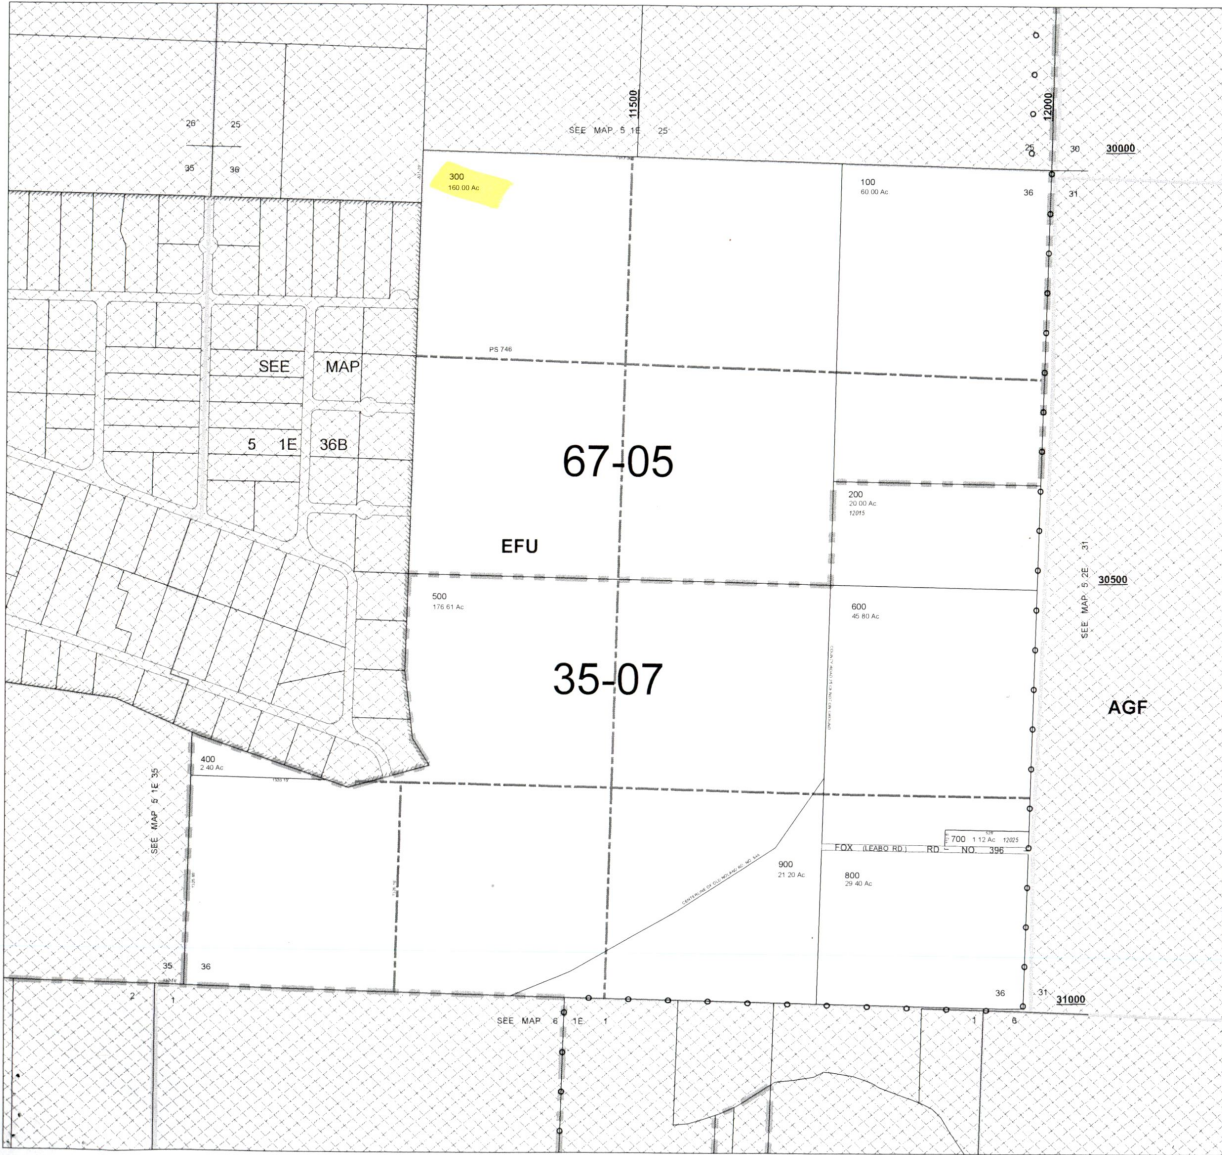 11500
12000
SEE MAP 5 1E 25
26 25
35 36
25 30
30000
36 31
300
160.00 Ac
100
60.00 Ac
PS 746
SEE MAP
5 1E 36B
67-05
200
20.00 Ac
12015
EFU
SEE MAP 5 2E 31
30500
500
176.61 Ac
600
45.80 Ac
35-07
AGF
400
2.40 Ac
SEE MAP 5 1E 35
700 1.12 Ac 12023
FOX (LEABO RD.) RD NO. 396
900
21.20 Ac
800
29.40 Ac
35 36
36 31
31000
2 1
SEE MAP 6 1E 1
1 6